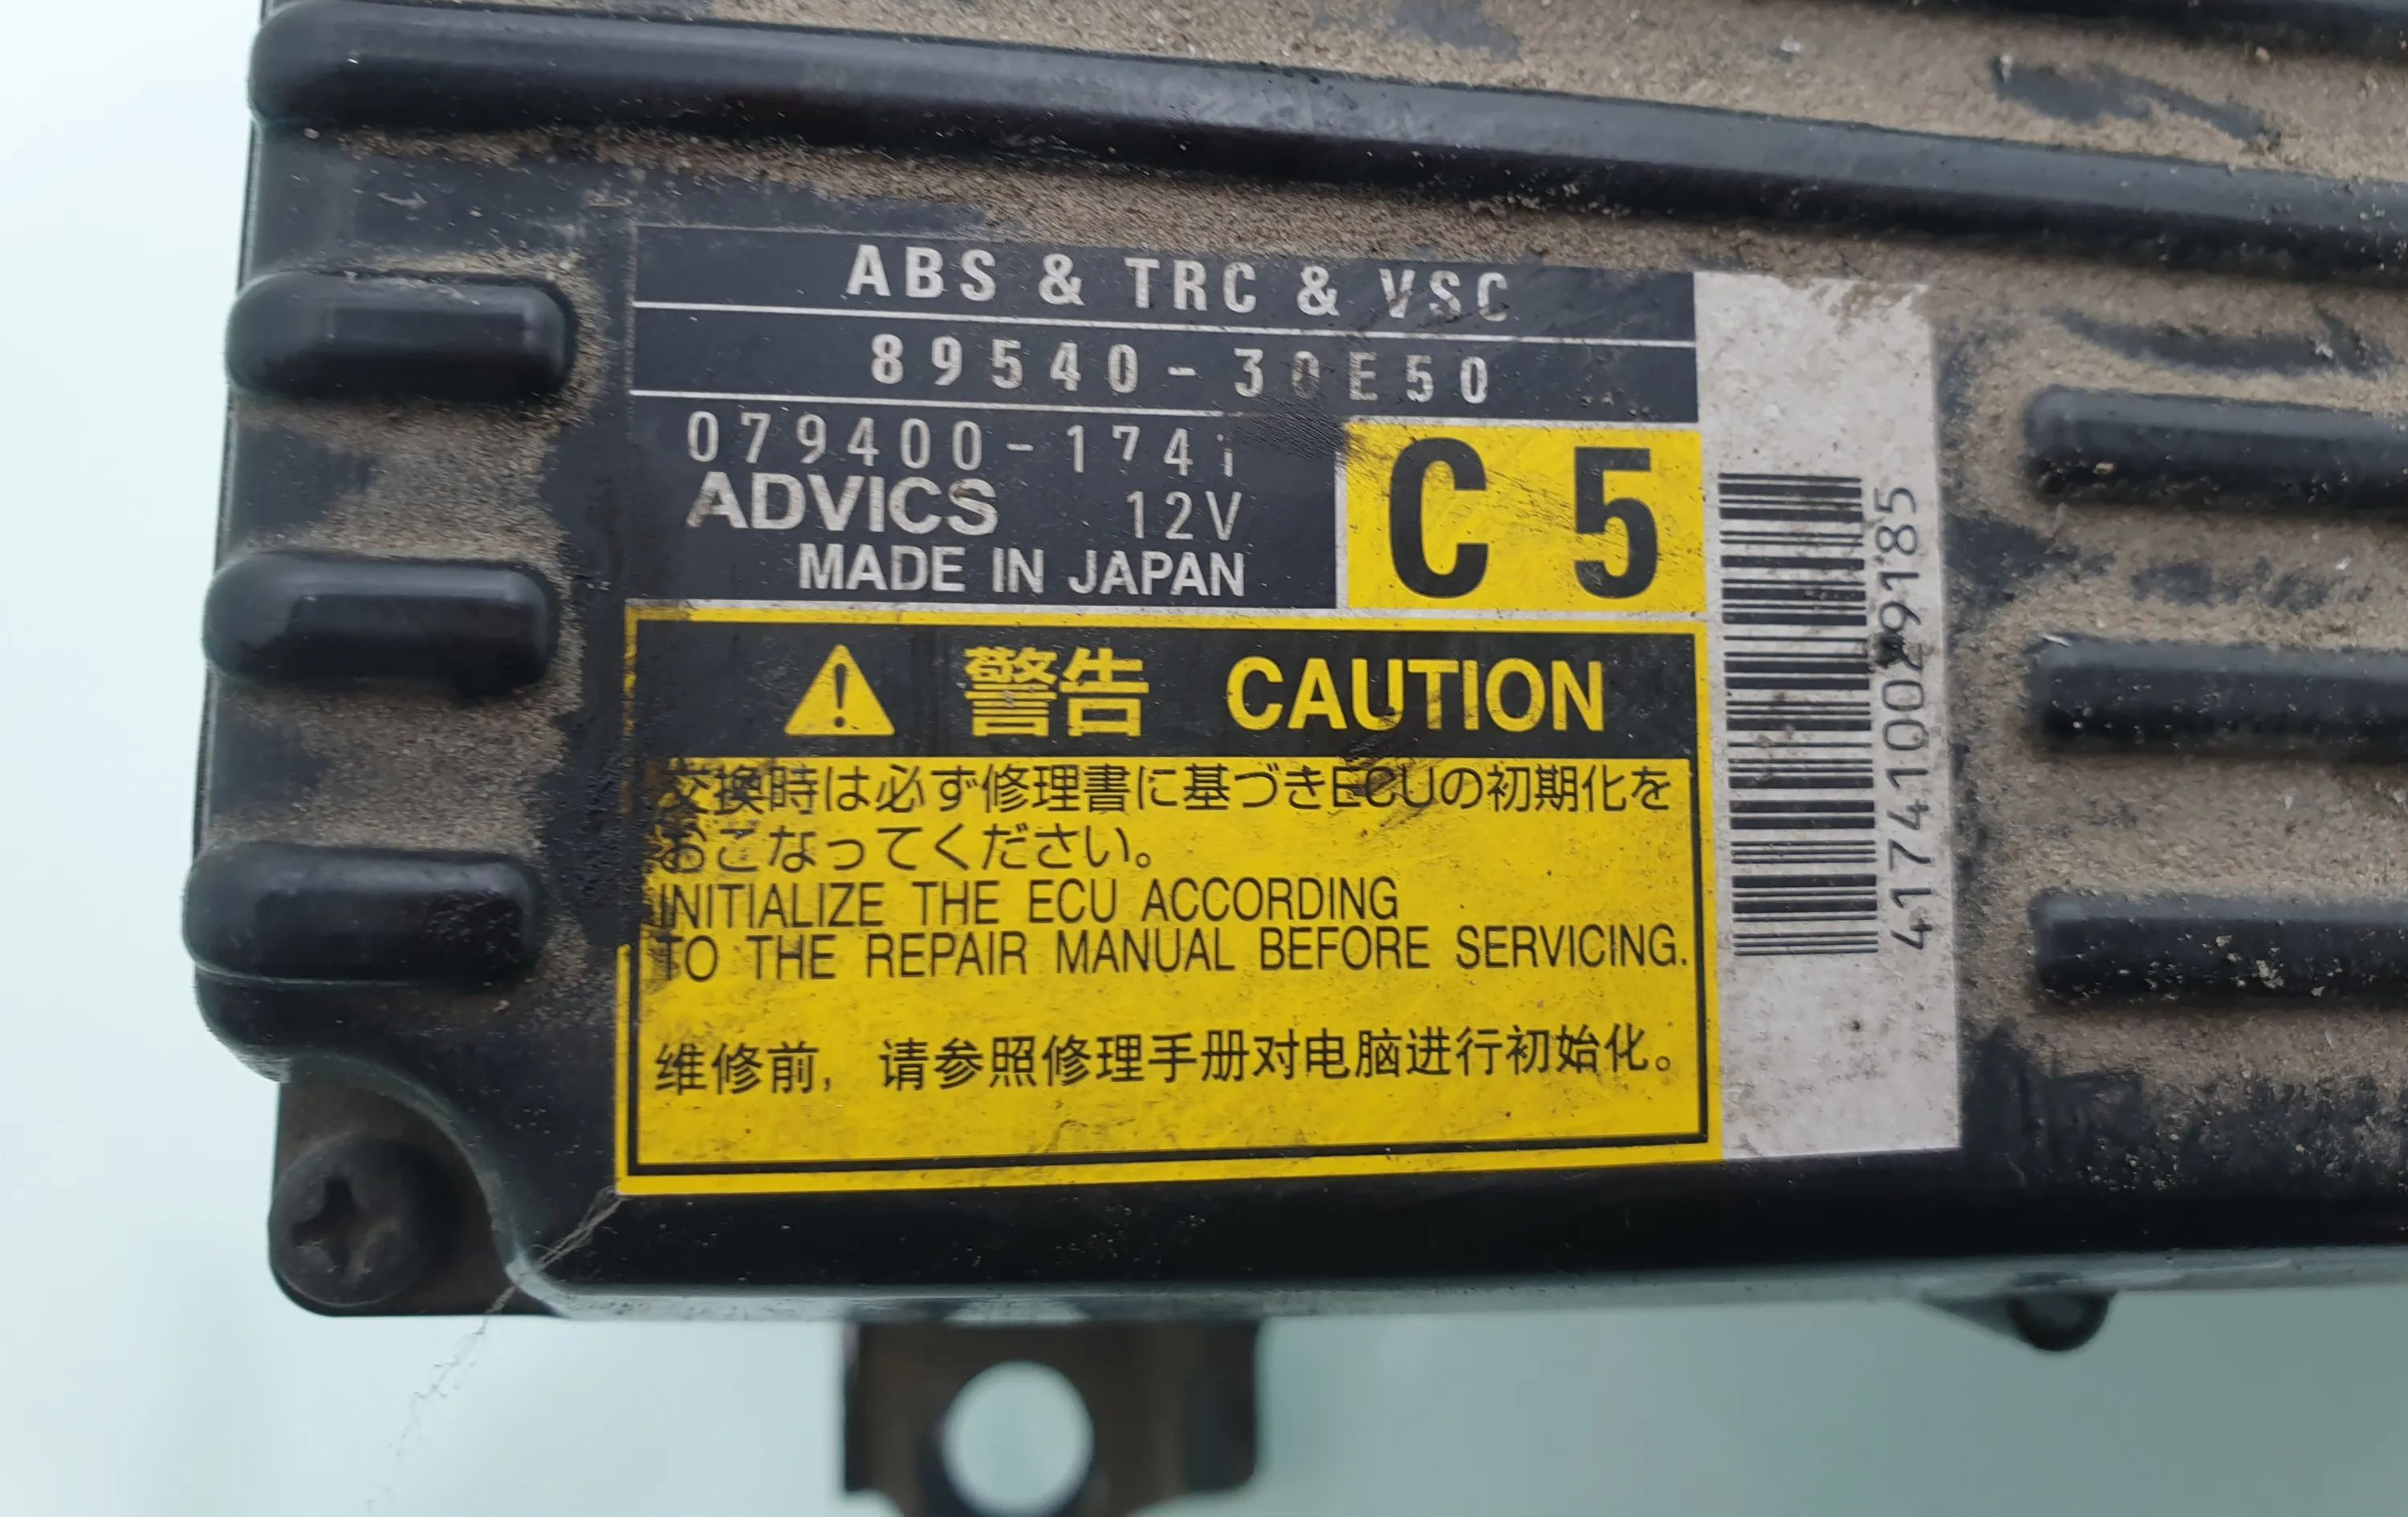 ABS & TRC & VSC
89540-30E50
ADVICS 12V
MADE IN JAPAN
C 5
警告 CAUTION
交換時は必ず修理書に基づきECUの初期化を
おこなってください。
INITIALIZE THE ECU ACCORDING
TO THE REPAIR MANUAL BEFORE SERVICING.
维修前，请参照修理手册对电脑进行初始化。
417410029185